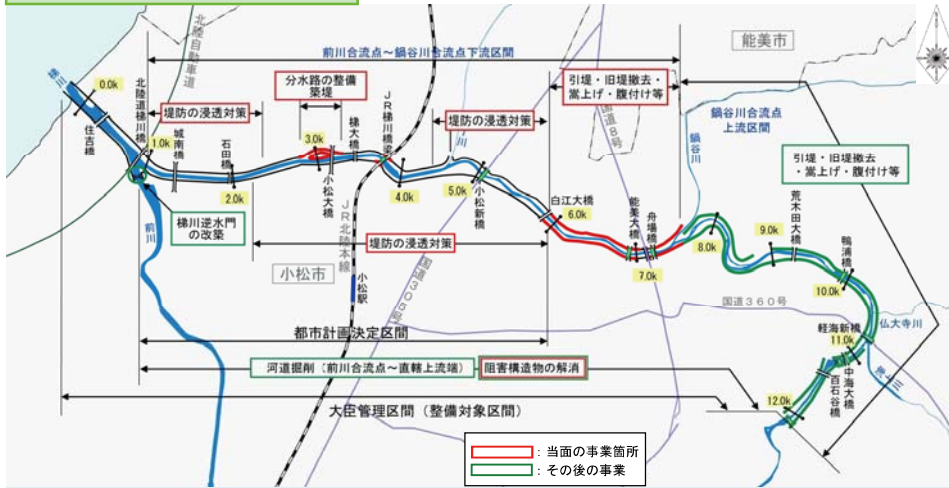 北陸自動車道
前川合流点～鍋谷川合流点下流区間
能美市
梯川
0.0k
住吉橋
北陸道梯川橋
1.0k
堤防の浸透対策
城南橋
石田橋
2.0k
分水路の整備
築堤
3.0k
小松大橋
梯大橋
JR梯川橋梁
4.0k
堤防の浸透対策
5.0k
小松新橋
引堤・旧堤撤去・
嵩上げ・腹付け等
国道8号
鍋谷川
鍋谷川合流点
上流区間
引堤・旧堤撤去
・嵩上げ・腹付け等
白江大橋
6.0k
能美大橋
舟場橋
7.0k
8.0k
9.0k
荒木田大橋
鴨浦橋
10.0k
梯川逆水門
の改築
前川
堤防の浸透対策
小松市
JR北陸本線
小松駅
国道305号
国道360号
仏大寺川
軽海新橋
11.0k
中海大橋
百石谷橋
12.0k
都市計画決定区間
河道掘削（前川合流点～直轄上流端）
阻害構造物の解消
大臣管理区間（整備対象区間）
：当面の事業箇所
：その後の事業